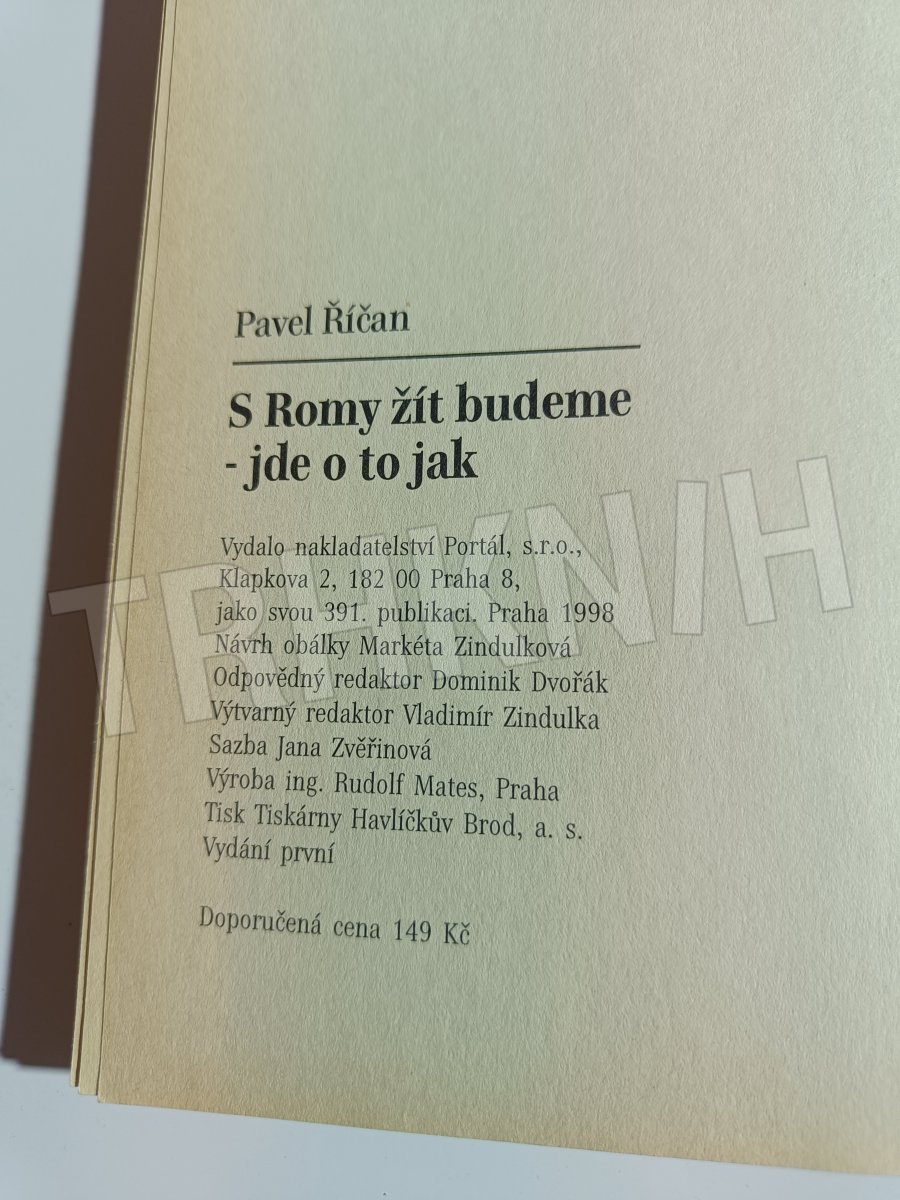 Pavel Říčan
S Romy žít budeme
- jde o to jak
Vydalo nakladatelství Portál, s.r.o.,
Klapkova 2, 182 00 Praha 8,
jako svou 391. publikaci. Praha 1998
Návrh obálky Markéta Zindulková
Odpovědný redaktor Dominik Dvořák
Výtvarný redaktor Vladimír Zindulka
Sazba Jana Zvěřinová
Výroba ing. Rudolf Mates, Praha
Tisk Tiskárny Havlíčkův Brod, a. s.
Vydání první
Doporučená cena 149 Kč
TRHKNIH